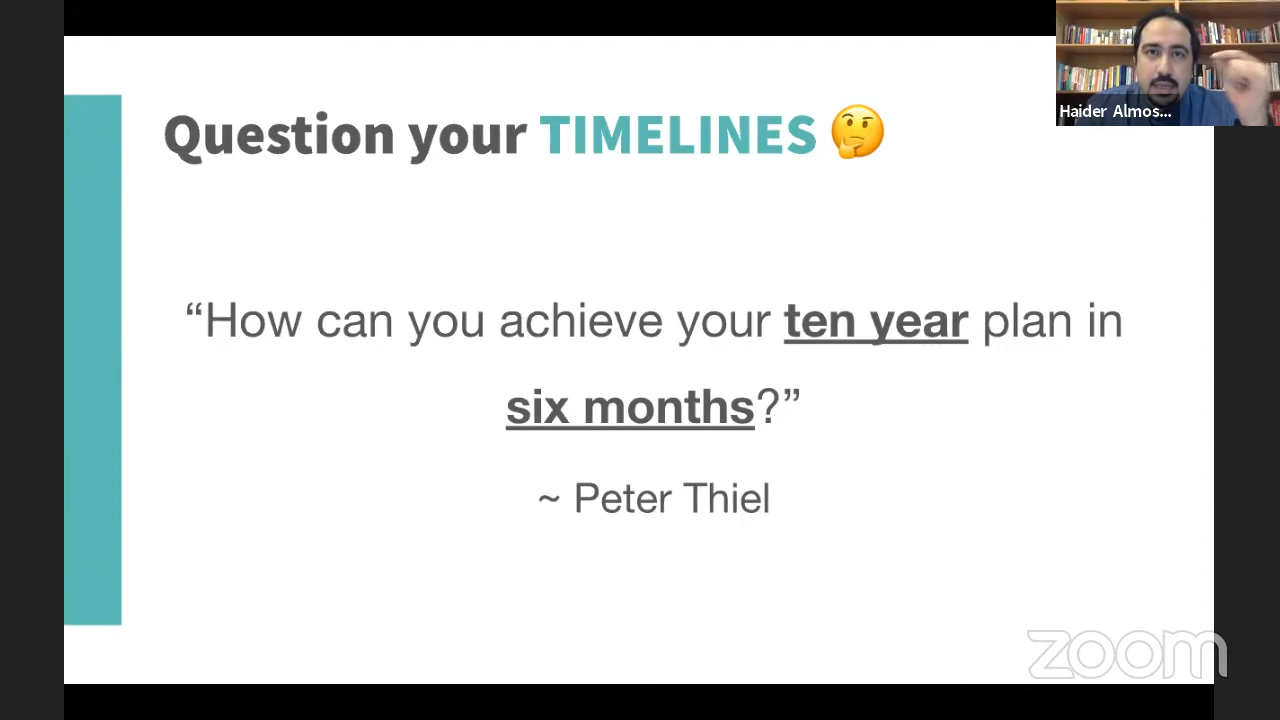 Haider Almos...
Question your TIMELINES 🤔
“How can you achieve your ten year plan in
six months?”
~ Peter Thiel
zoom